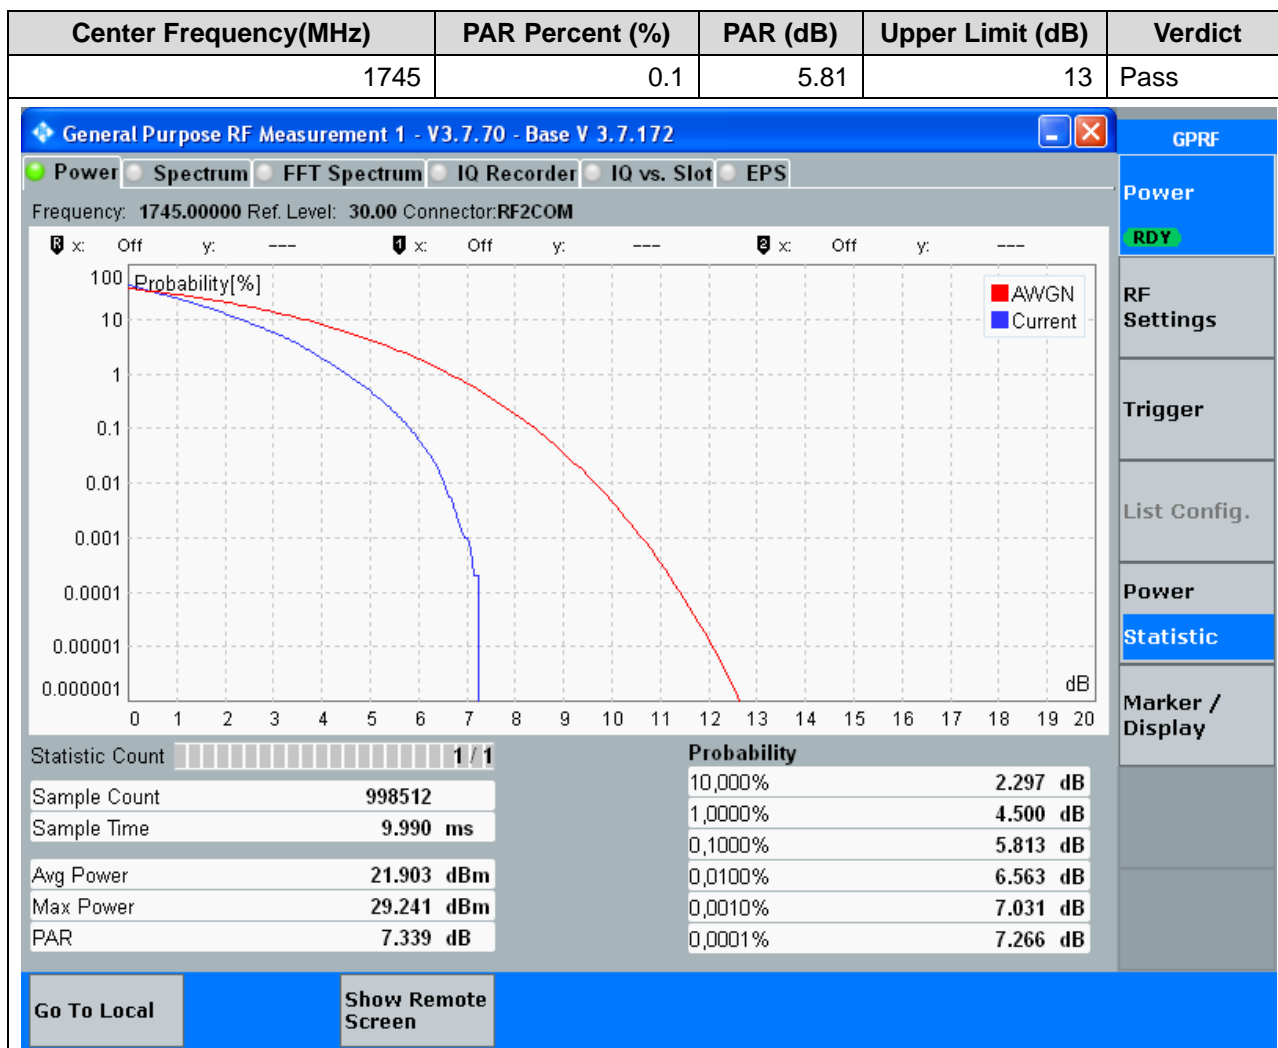 Center Frequency(MHz) PAR Percent (%) PAR (dB) Upper Limit (dB) Verdict
1745 0.1 5.81 13 Pass
General Purpose RF Measurement 1 - V3.7.70 - Base V 3.7.172
GPRF
Power Spectrum FFT Spectrum IQ Recorder IQ vs. Slot EPS
Power
RDY
Frequency: 1745.00000 Ref. Level: 30.00 Connector:RF2COM
R x: Off y: --- 1 x: Off y: --- 2 x: Off y: ---
Probability[%]
AWGN
Current
100
10
1
0.1
0.01
0.001
0.0001
0.00001
0.000001
dB
0 1 2 3 4 5 6 7 8 9 10 11 12 13 14 15 16 17 18 19 20
RF
Settings
Trigger
List Config.
Power
Statistic
Marker /
Display
Statistic Count 1 / 1
Sample Count 998512
Sample Time 9.990 ms
Avg Power 21.903 dBm
Max Power 29.241 dBm
PAR 7.339 dB
Probability
10,000% 2.297 dB
1,0000% 4.500 dB
0,1000% 5.813 dB
0,0100% 6.563 dB
0,0010% 7.031 dB
0,0001% 7.266 dB
Go To Local
Show Remote
Screen